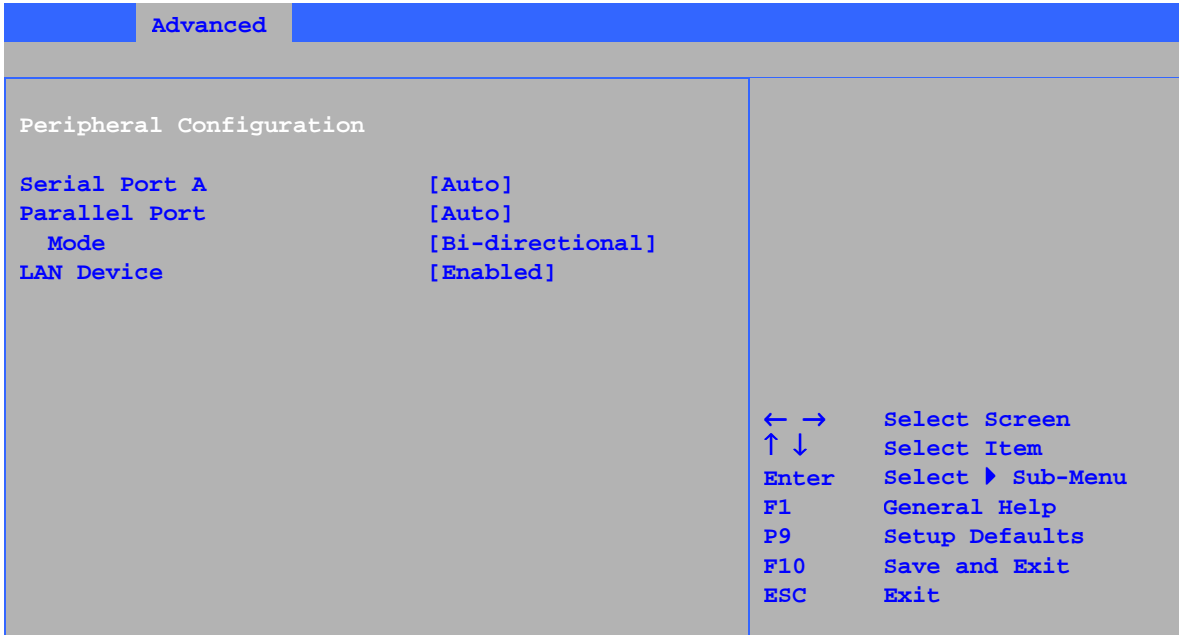 Advanced
Peripheral Configuration
Serial Port A [Auto]
Parallel Port [Auto]
Mode [Bi-directional]
LAN Device [Enabled]
← → Select Screen
↑ ↓ Select Item
Enter Select ▶ Sub-Menu
F1 General Help
P9 Setup Defaults
F10 Save and Exit
ESC Exit